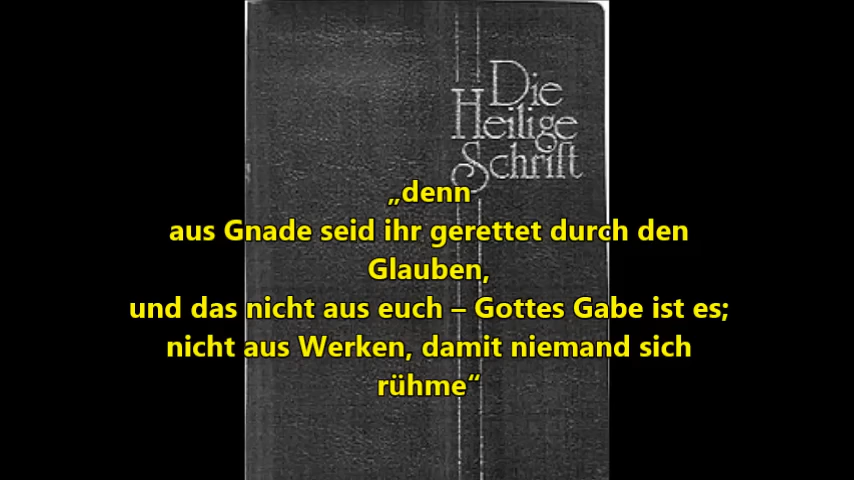 Die
Heilige
Schrift
„denn
aus Gnade seid ihr gerettet durch den
Glauben,
und das nicht aus euch – Gottes Gabe ist es;
nicht aus Werken, damit niemand sich
rühme“